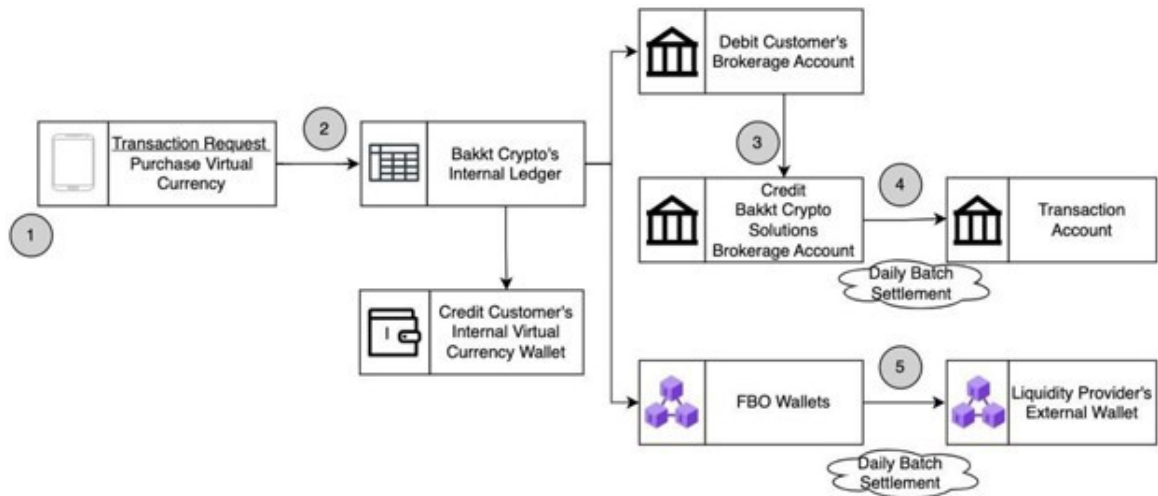 Debit Customer's
Brokerage Account
2
Transaction Request
Purchase Virtual
Currency
Bakkt Crypto's
Internal Ledger
3
1
Credit
Bakkt Crypto
Solutions
Brokerage Account
4
Transaction
Account
Daily Batch
Settlement
Credit Customer's
Internal Virtual
Currency Wallet
5
FBO Wallets
Liquidity Provider's
External Wallet
Daily Batch
Settlement